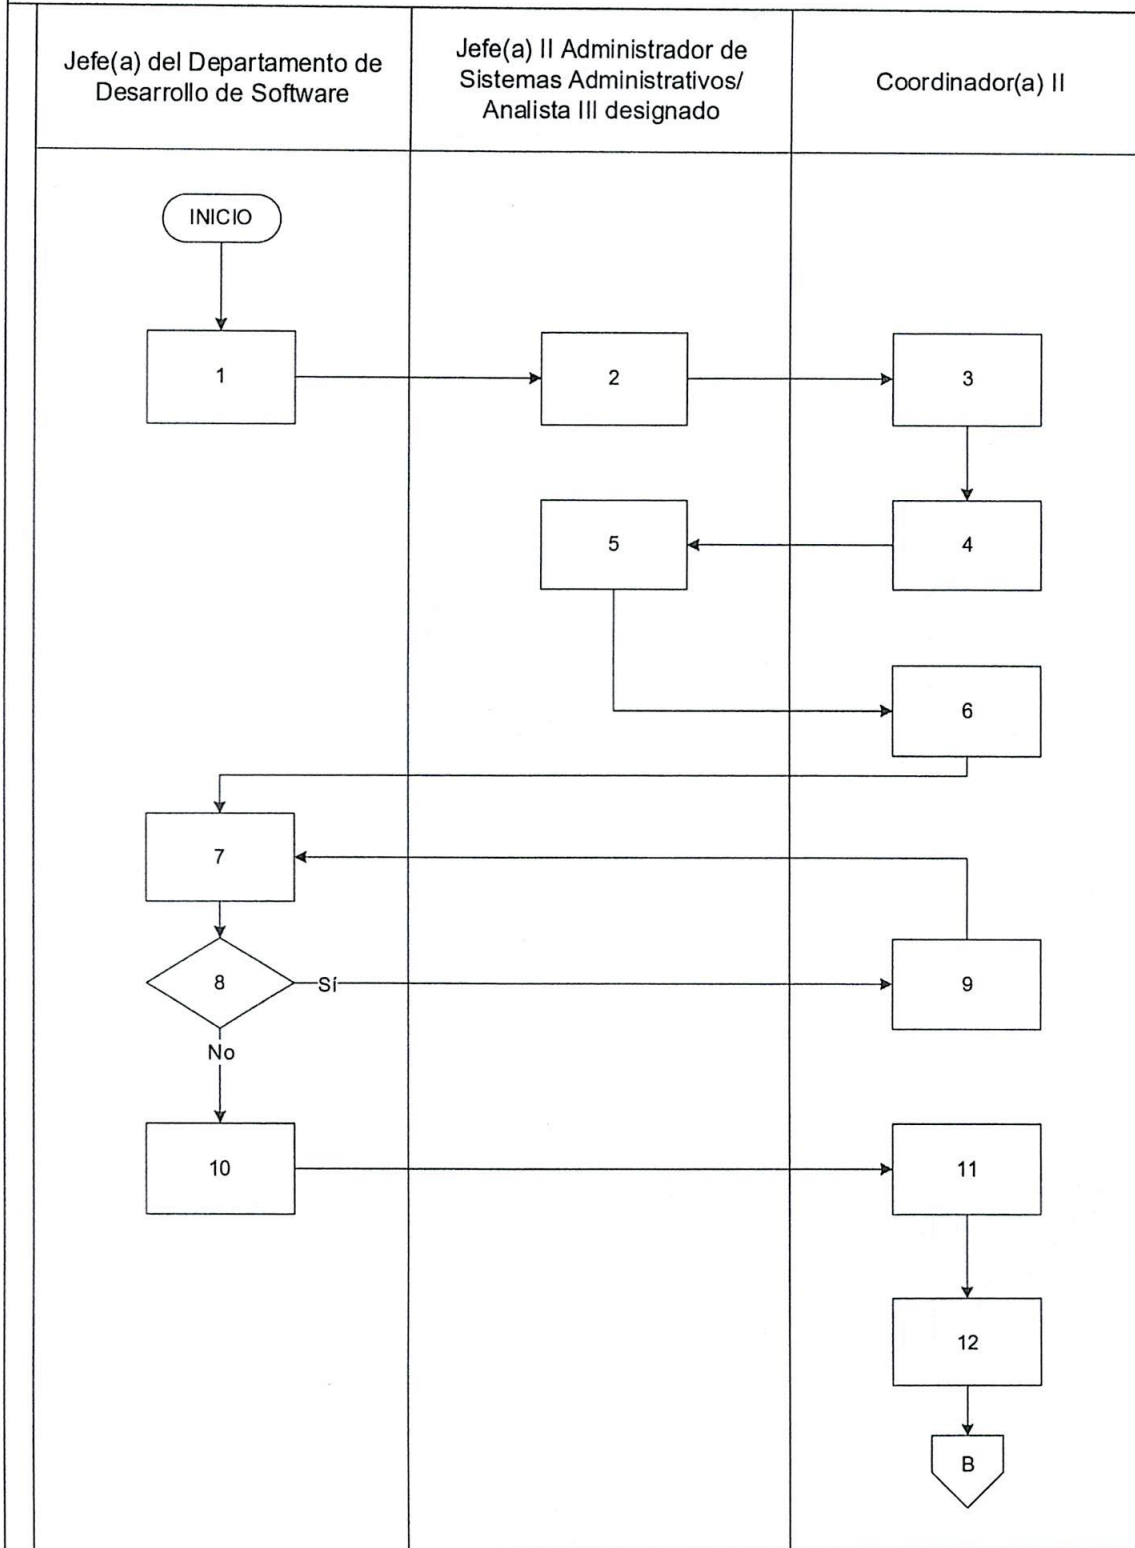 Jefe(a) del Departamento de
Desarrollo de Software
Jefe(a) II Administrador de
Sistemas Administrativos/
Analista III designado
Coordinador(a) II
INICIO
1
2
3
5
4
6
7
8
Sí
9
No
10
11
12
B